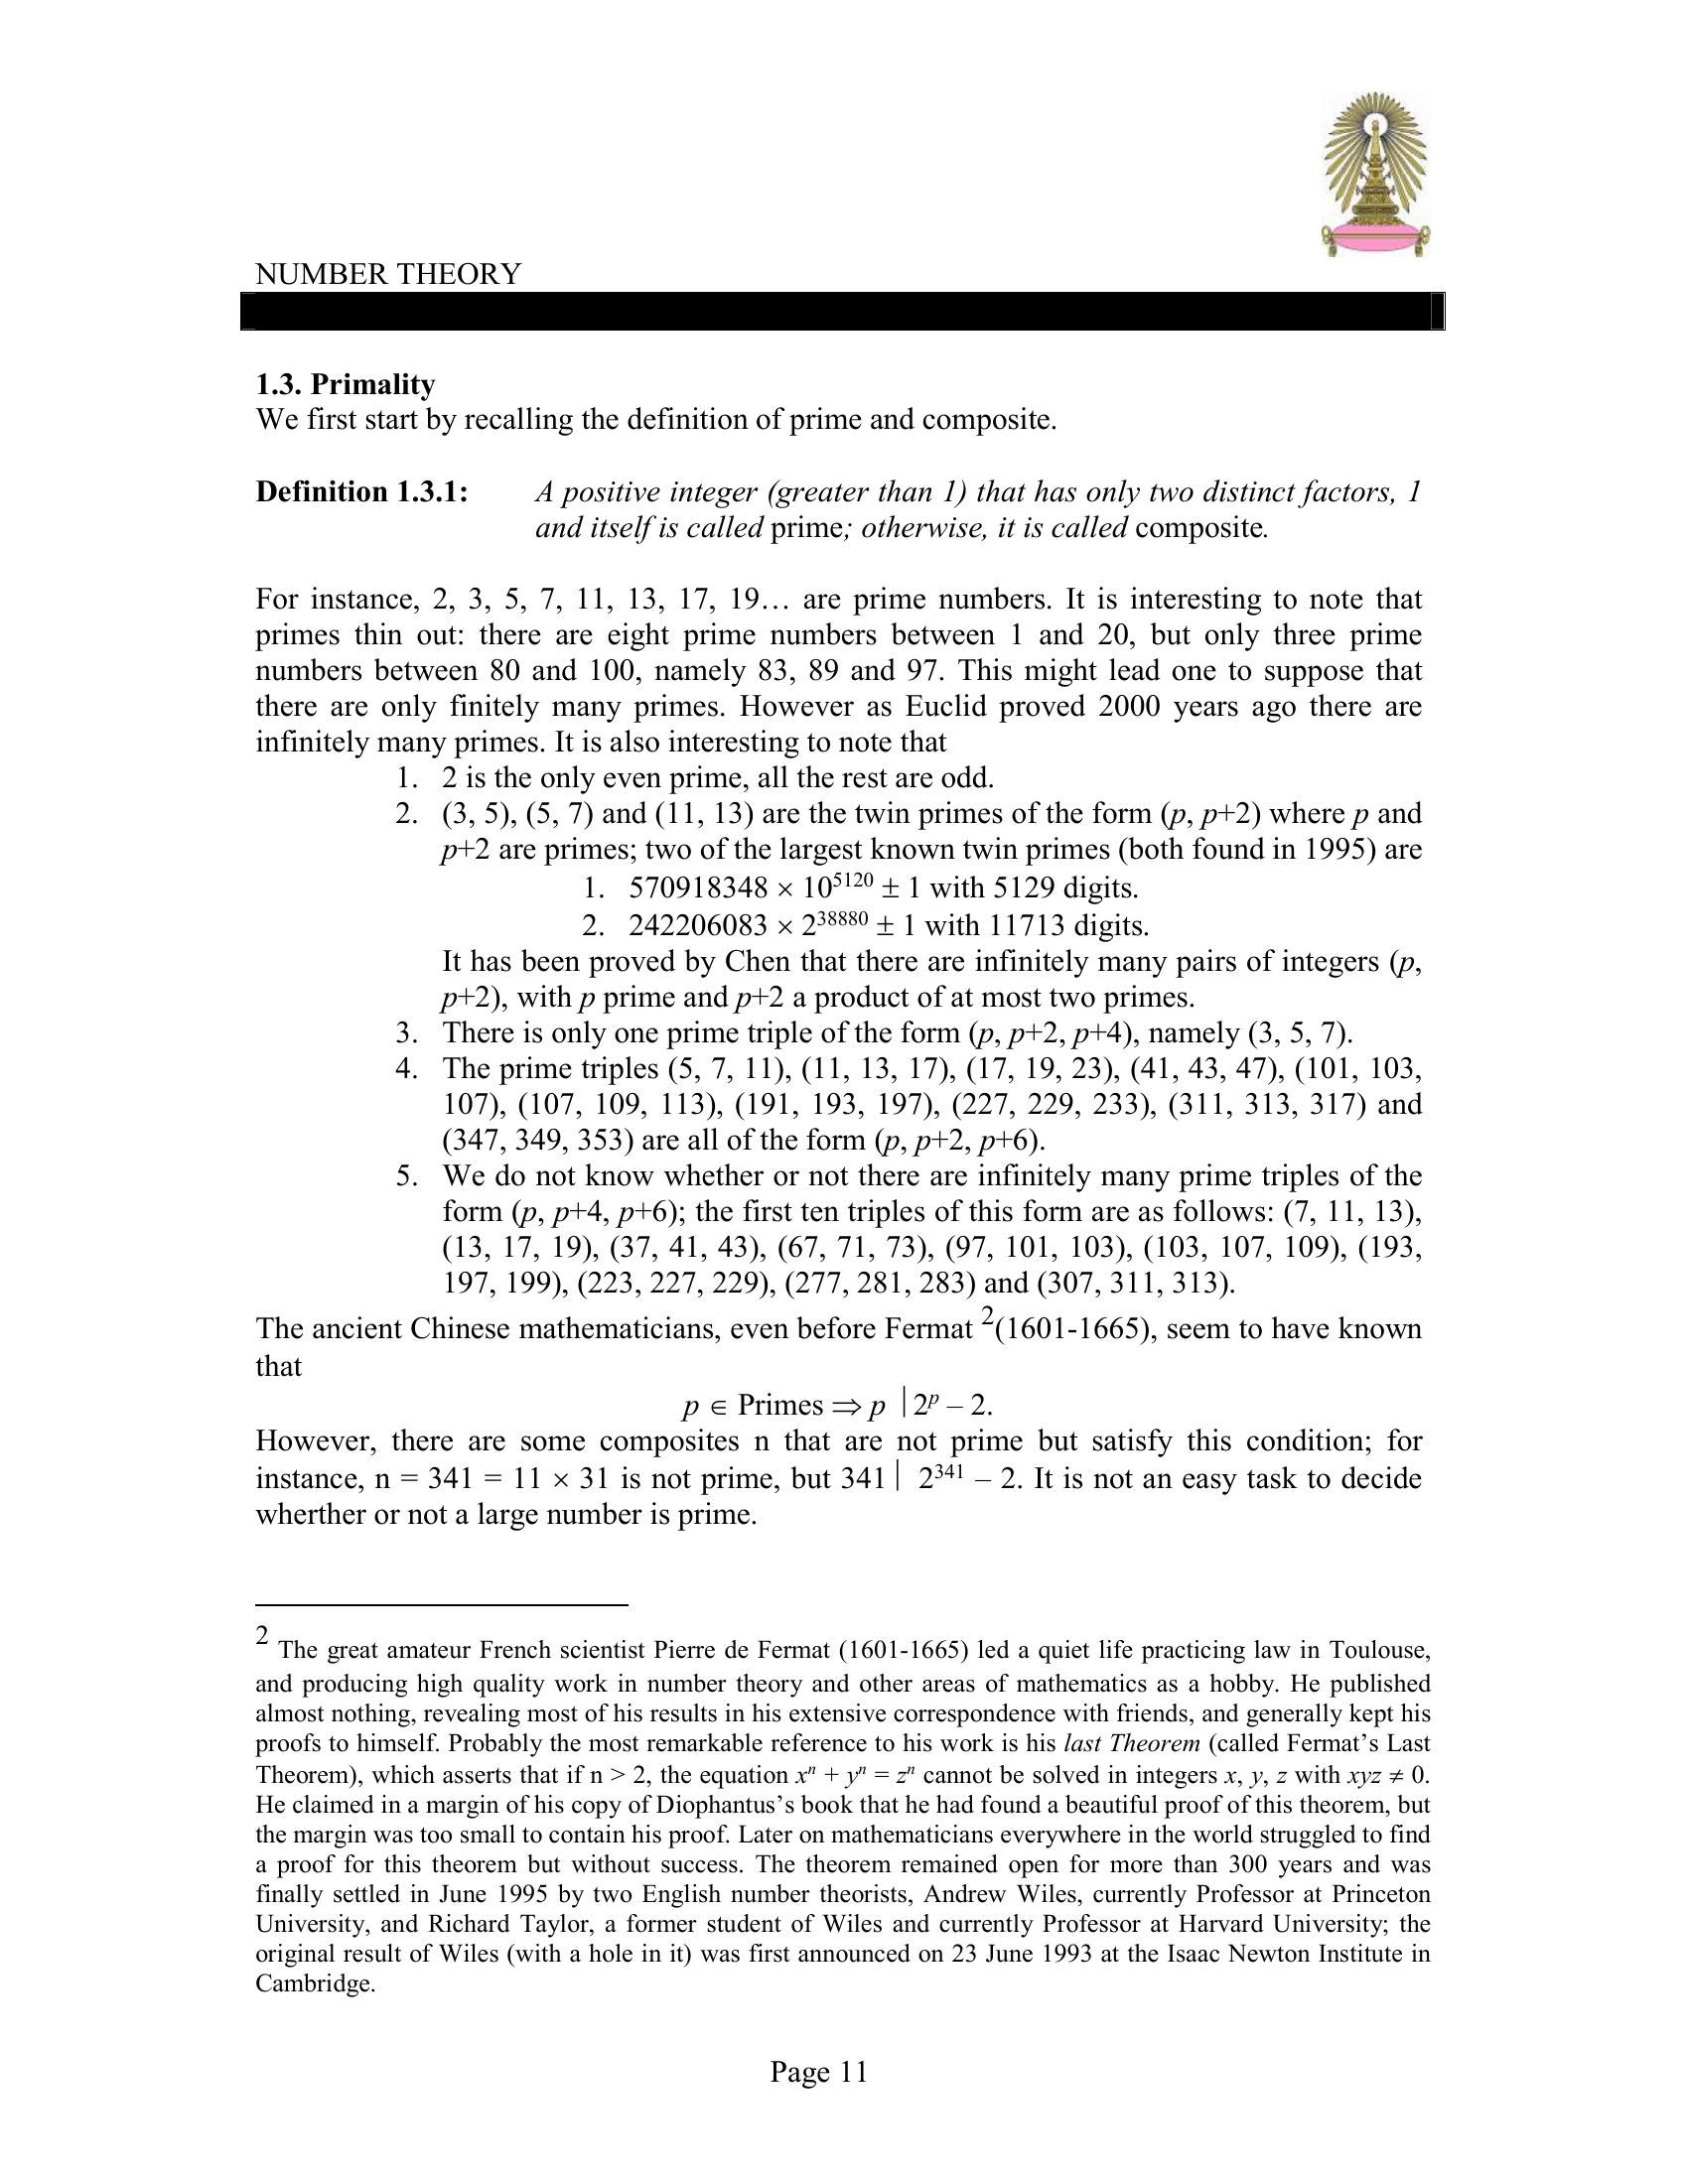 NUMBER THEORY
1.3. Primality
We first start by recalling the definition of prime and composite.
Definition 1.3.1: A positive integer (greater than 1) that has only two distinct factors, 1
and itself is called prime; otherwise, it is called composite.
For instance, 2, 3, 5, 7, 11, 13, 17, 19… are prime numbers. It is interesting to note that
primes thin out: there are eight prime numbers between 1 and 20, but only three prime
numbers between 80 and 100, namely 83, 89 and 97. This might lead one to suppose that
there are only finitely many primes. However as Euclid proved 2000 years ago there are
infinitely many primes. It is also interesting to note that
1. 2 is the only even prime, all the rest are odd.
2. (3, 5), (5, 7) and (11, 13) are the twin primes of the form (p, p+2) where p and
p+2 are primes; two of the largest known twin primes (both found in 1995) are
1. 570918348 × 10⁵¹²⁰ ± 1 with 5129 digits.
2. 242206083 × 2³⁸⁸⁸⁰ ± 1 with 11713 digits.
It has been proved by Chen that there are infinitely many pairs of integers (p,
p+2), with p prime and p+2 a product of at most two primes.
3. There is only one prime triple of the form (p, p+2, p+4), namely (3, 5, 7).
4. The prime triples (5, 7, 11), (11, 13, 17), (17, 19, 23), (41, 43, 47), (101, 103,
107), (107, 109, 113), (191, 193, 197), (227, 229, 233), (311, 313, 317) and
(347, 349, 353) are all of the form (p, p+2, p+6).
5. We do not know whether or not there are infinitely many prime triples of the
form (p, p+4, p+6); the first ten triples of this form are as follows: (7, 11, 13),
(13, 17, 19), (37, 41, 43), (67, 71, 73), (97, 101, 103), (103, 107, 109), (193,
197, 199), (223, 227, 229), (277, 281, 283) and (307, 311, 313).
The ancient Chinese mathematicians, even before Fermat ²(1601-1665), seem to have known
that
p ∈ Primes ⇒ p | 2ᵖ – 2.
However, there are some composites n that are not prime but satisfy this condition; for
instance, n = 341 = 11 × 31 is not prime, but 341 | 2³⁴¹ – 2. It is not an easy task to decide
wherther or not a large number is prime.
² The great amateur French scientist Pierre de Fermat (1601-1665) led a quiet life practicing law in Toulouse,
and producing high quality work in number theory and other areas of mathematics as a hobby. He published
almost nothing, revealing most of his results in his extensive correspondence with friends, and generally kept his
proofs to himself. Probably the most remarkable reference to his work is his last Theorem (called Fermat’s Last
Theorem), which asserts that if n > 2, the equation xⁿ + yⁿ = zⁿ cannot be solved in integers x, y, z with xyz ≠ 0.
He claimed in a margin of his copy of Diophantus’s book that he had found a beautiful proof of this theorem, but
the margin was too small to contain his proof. Later on mathematicians everywhere in the world struggled to find
a proof for this theorem but without success. The theorem remained open for more than 300 years and was
finally settled in June 1995 by two English number theorists, Andrew Wiles, currently Professor at Princeton
University, and Richard Taylor, a former student of Wiles and currently Professor at Harvard University; the
original result of Wiles (with a hole in it) was first announced on 23 June 1993 at the Isaac Newton Institute in
Cambridge.
Page 11